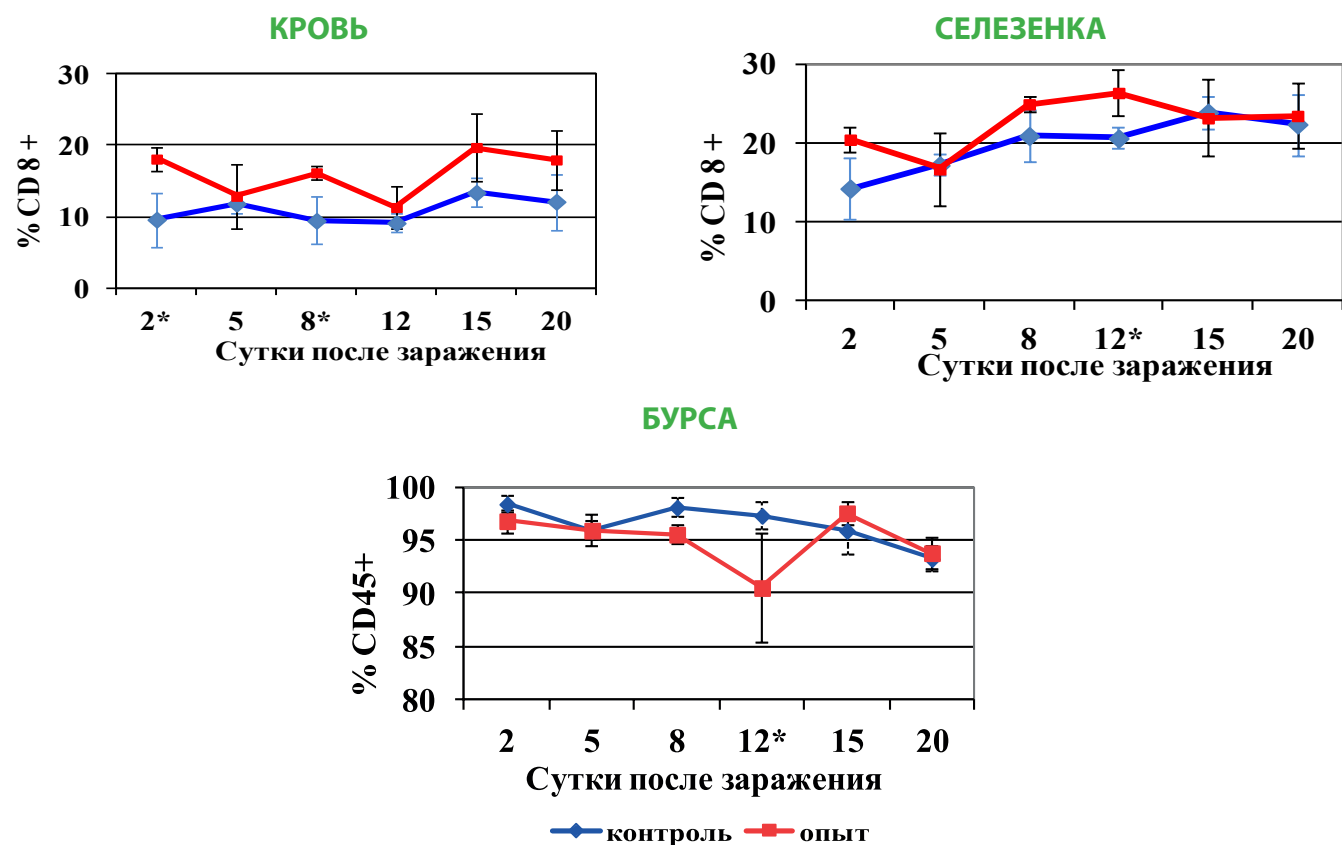 КРОВЬ
30
20
10
0
% CD 8 +
2* 5 8* 12 15 20
Сутки после заражения
СЕЛЕЗЕНКА
30
20
10
0
% CD 8 +
2 5 8 12* 15 20
Сутки после заражения
БУРСА
100
95
90
85
80
% CD45+
2 5 8 12* 15 20
Сутки после заражения
контроль опыт